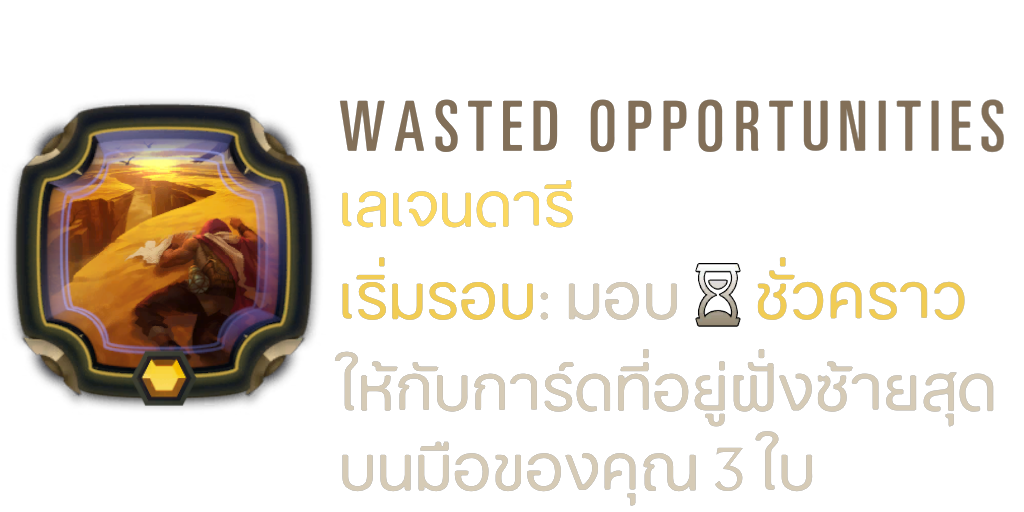 WASTED OPPORTUNITIES
เลเจนดารี
เริ่มรอบ: มอบ ชั่วคราว
ให้กับการ์ดที่อยู่ฝั่งซ้ายสุด
บนมือของคุณ 3 ใบ